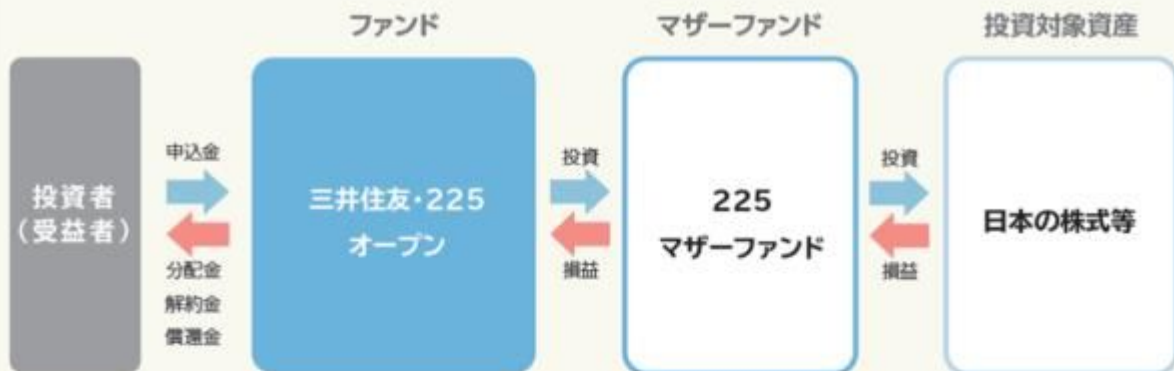 ファンド
マザーファンド
投資対象資産
投資者
（受益者）
申込金
分配金
解約金
償還金
三井住友・225
オープン
投資
損益
225
マザーファンド
投資
損益
日本の株式等